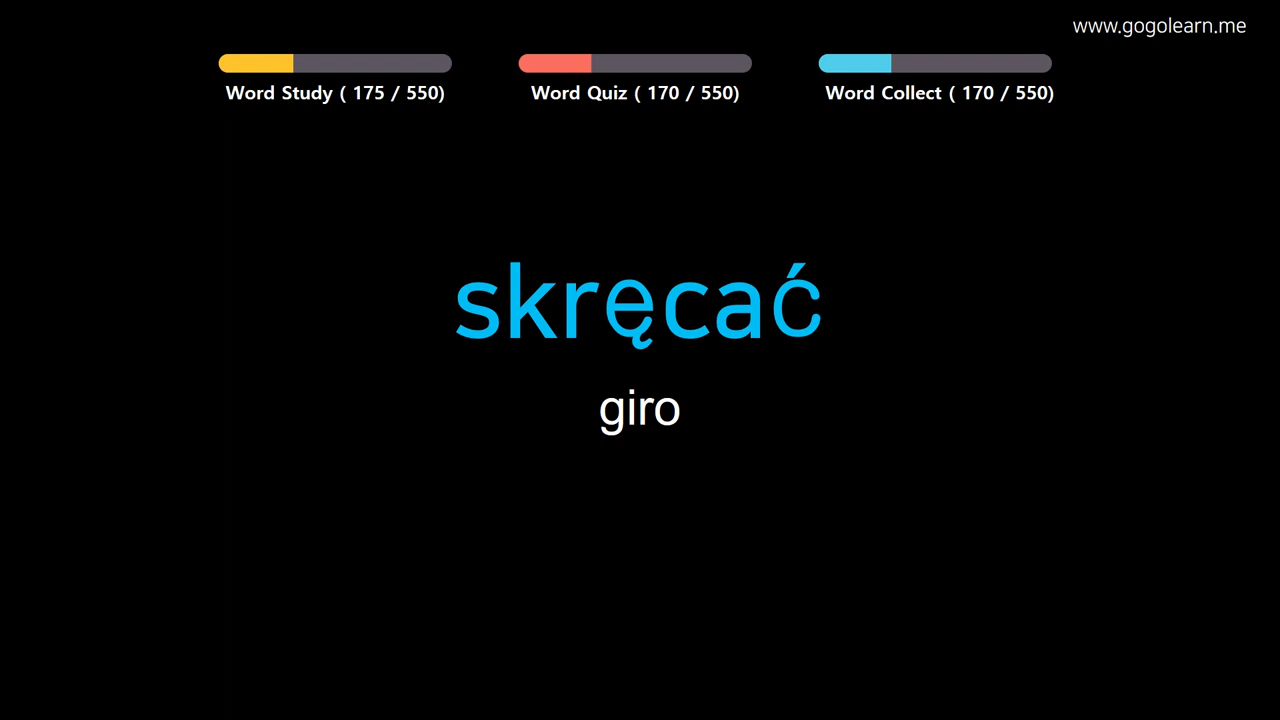 www.gogolearn.me
Word Study ( 175 / 550)
Word Quiz ( 170 / 550)
Word Collect ( 170 / 550)
skręcać
giro